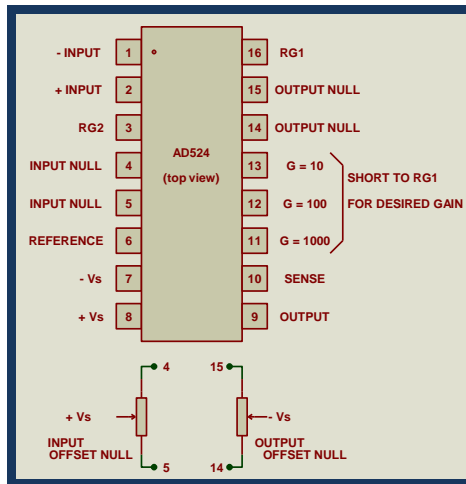 - INPUT 1 16 RG1
+ INPUT 2 15 OUTPUT NULL
RG2 3 14 OUTPUT NULL
AD524
(top view)
INPUT NULL 4 13 G = 10
SHORT TO RG1
INPUT NULL 5 12 G = 100
FOR DESIRED GAIN
REFERENCE 6 11 G = 1000
- Vs 7 10 SENSE
+ Vs 8 9 OUTPUT
4 15
+ Vs - Vs
INPUT
OFFSET NULL
OUTPUT
OFFSET NULL
5 14